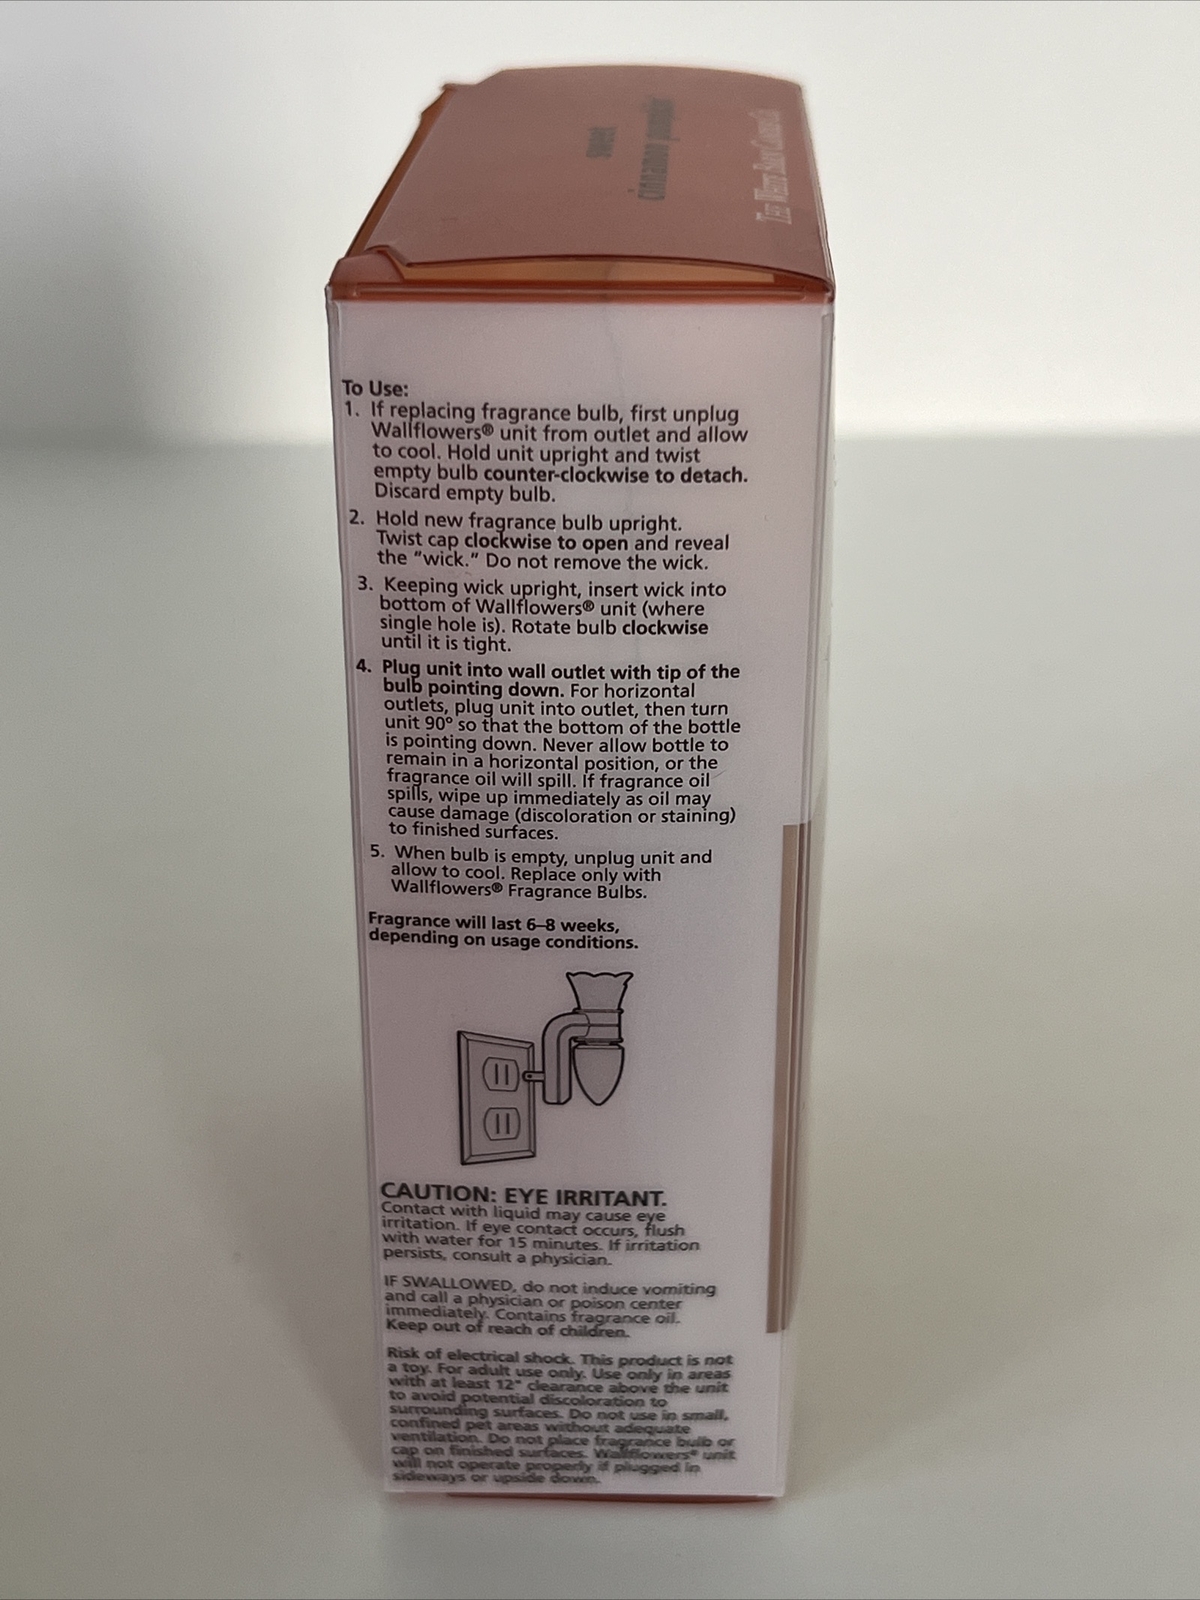 sweet
cinnamon pumpkin
THE WHITE BARN CANDLE CO.
To Use:
1. If replacing fragrance bulb, first unplug
Wallflowers® unit from outlet and allow
to cool. Hold unit upright and twist
empty bulb counter-clockwise to detach.
Discard empty bulb.
2. Hold new fragrance bulb upright.
Twist cap clockwise to open and reveal
the "wick." Do not remove the wick.
3. Keeping wick upright, insert wick into
bottom of Wallflowers® unit (where
single hole is). Rotate bulb clockwise
until it is tight.
4. Plug unit into wall outlet with tip of the
bulb pointing down. For horizontal
outlets, plug unit into outlet, then turn
unit 90° so that the bottom of the bottle
is pointing down. Never allow bottle to
remain in a horizontal position, or the
fragrance oil will spill. If fragrance oil
spills, wipe up immediately as oil may
cause damage (discoloration or staining)
to finished surfaces.
5. When bulb is empty, unplug unit and
allow to cool. Replace only with
Wallflowers® Fragrance Bulbs.
Fragrance will last 6–8 weeks,
depending on usage conditions.
CAUTION: EYE IRRITANT.
Contact with liquid may cause eye
irritation. If eye contact occurs, flush
with water for 15 minutes. If irritation
persists, consult a physician.
IF SWALLOWED, do not induce vomiting
and call a physician or poison center
immediately. Contains fragrance oil.
Keep out of reach of children.
Risk of electrical shock. This product is not
a toy. For adult use only. Use only in areas
with at least 12" clearance above the unit
to avoid potential discoloration to
surrounding surfaces. Do not use in small,
confined pet areas without adequate
ventilation. Do not place fragrance bulb or
cap on finished surfaces. Wallflowers® unit
will not operate properly if plugged in
sideways or upside down.